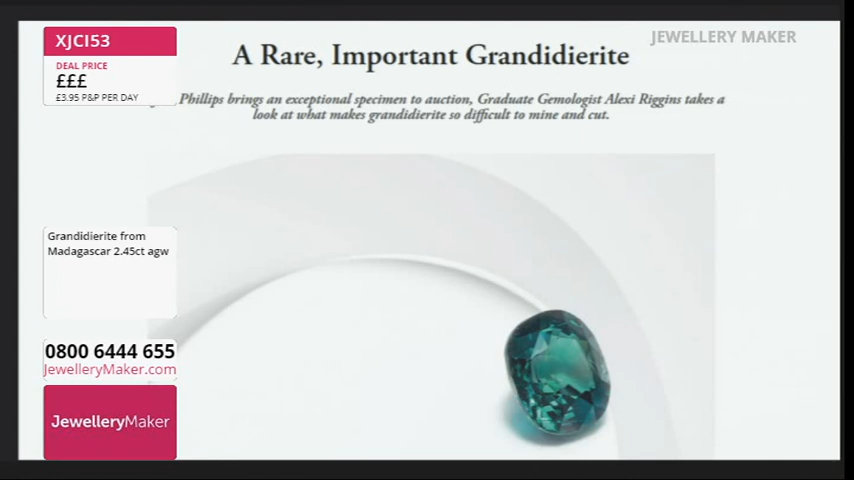 XJCI53
DEAL PRICE
£££
£3.95 P&P PER DAY
JEWELLERY MAKER
A Rare, Important Grandidierite
Phillips brings an exceptional specimen to auction, Graduate Gemologist Alexi Riggins takes a
look at what makes grandidierite so difficult to mine and cut.
Grandidierite from
Madagascar 2.45ct agw
0800 6444 655
JewelleryMaker.com
JewelleryMaker